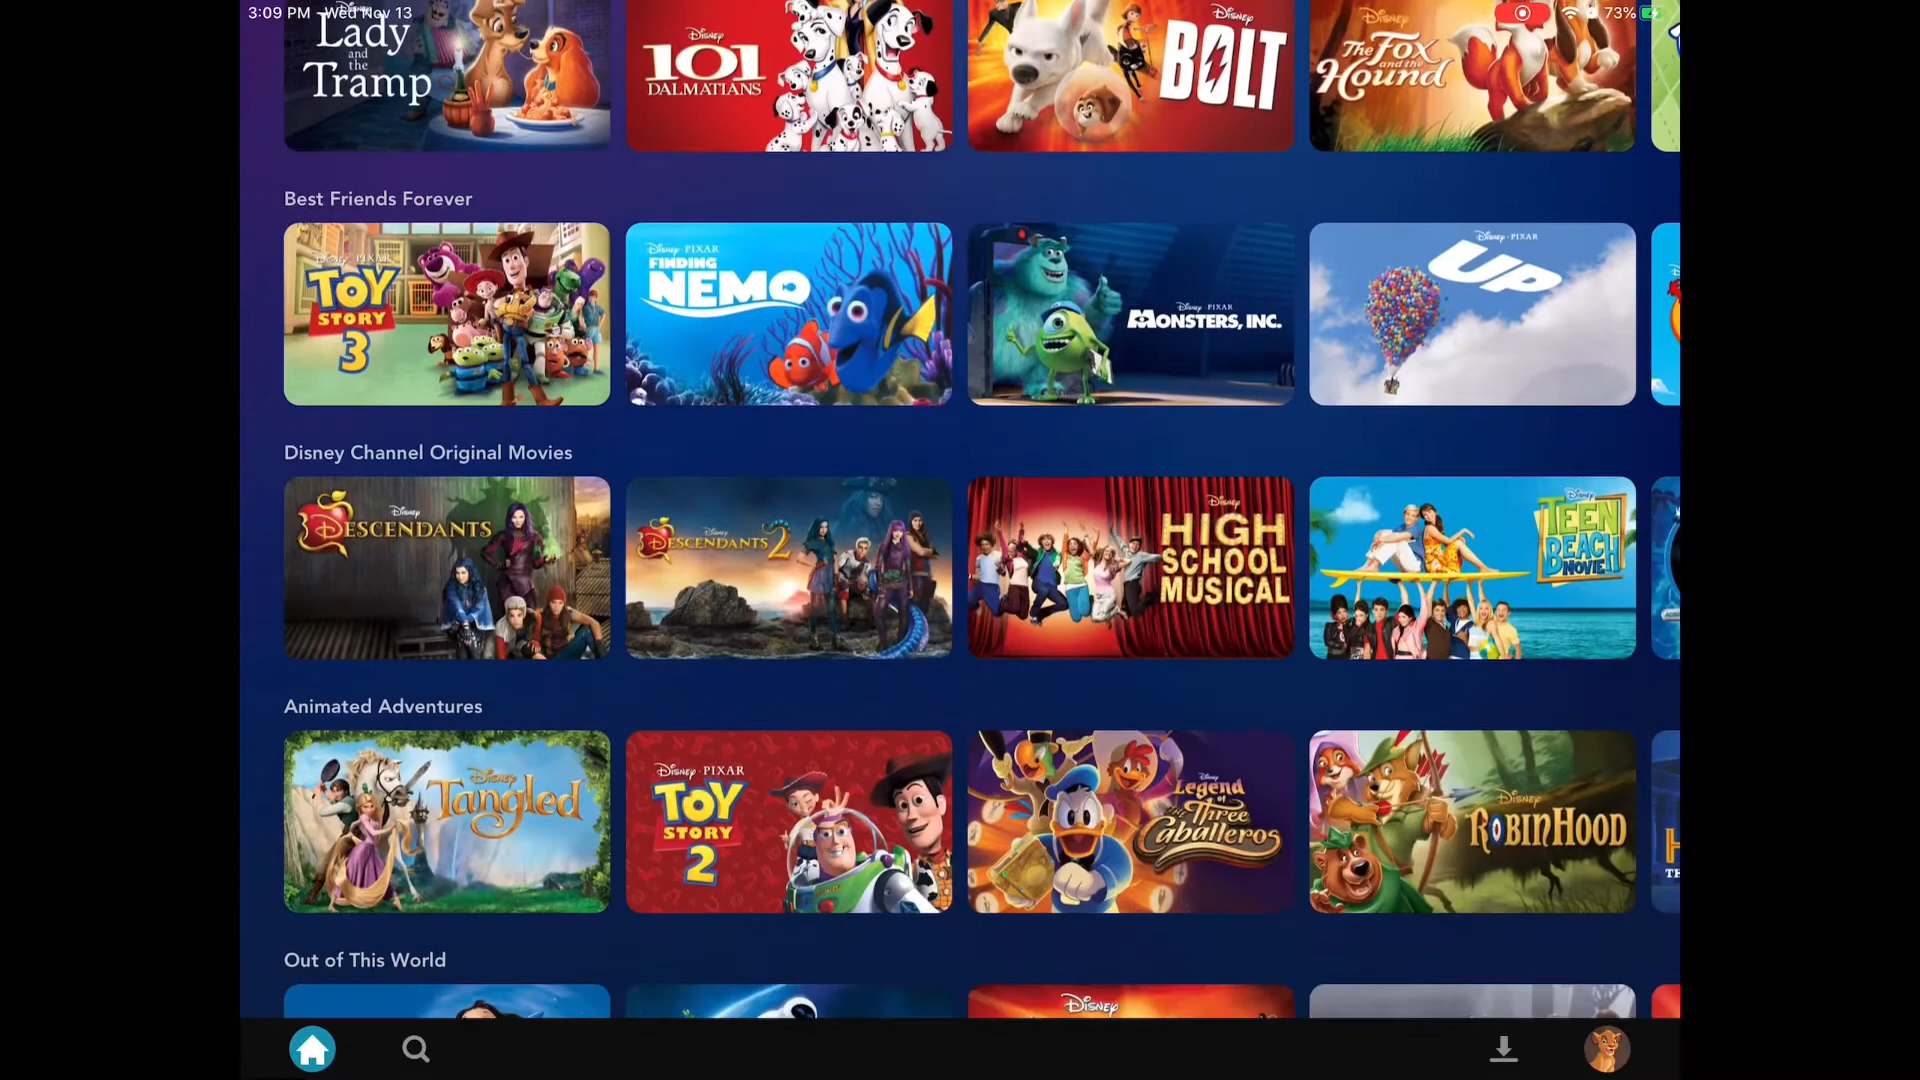 3:09 PM Wed Nov 13
73%
Disney
Lady
and
the
Tramp
Disney
101
DALMATIANS
Disney
BOLT
Disney
The Fox
and the
Hound
Best Friends Forever
DISNEY · PIXAR
TOY
STORY
3
DISNEY · PIXAR
FINDING
NEMO
DISNEY · PIXAR
MONSTERS, INC.
DISNEY · PIXAR
UP
Disney Channel Original Movies
Disney
DESCENDANTS
Disney
DESCENDANTS 2
Disney
HIGH
SCHOOL
MUSICAL
Disney
TEEN
BEACH
MOVIE
Animated Adventures
Disney
Tangled
DISNEY · PIXAR
TOY
STORY
2
Disney
Legend
of
the Three
Caballeros
Disney
ROBIN HOOD
Out of This World
Disney